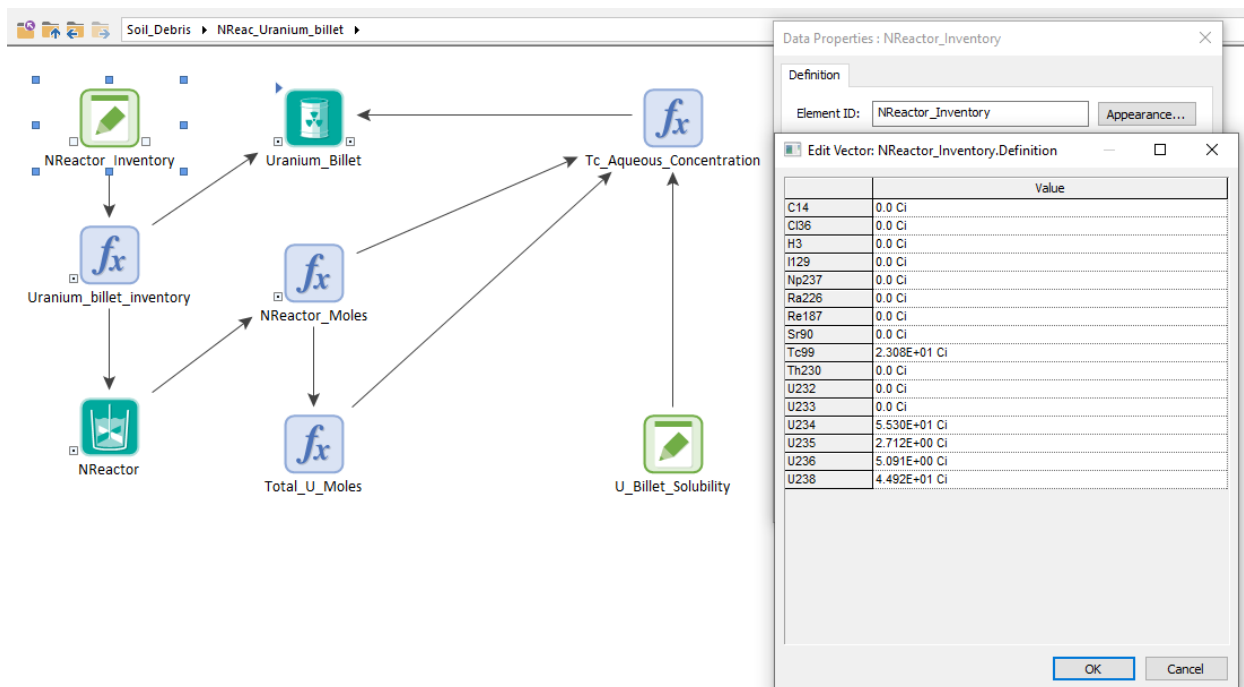 Soil_Debris NReac_Uranium_billet
NReactor_Inventory
Uranium_Billet
Tc_Aqueous_Concentration
fx
fx
Uranium_billet_inventory
fx
NReactor_Moles
NReactor
fx
Total_U_Moles
U_Billet_Solubility
Data Properties : NReactor_Inventory
Definition
Element ID: NReactor_Inventory Appearance...
Edit Vector: NReactor_Inventory.Definition
Value
C14 0.0 Ci
Cl36 0.0 Ci
H3 0.0 Ci
I129 0.0 Ci
Np237 0.0 Ci
Ra226 0.0 Ci
Re187 0.0 Ci
Sr90 0.0 Ci
Tc99 2.308E+01 Ci
Th230 0.0 Ci
U232 0.0 Ci
U233 0.0 Ci
U234 5.530E+01 Ci
U235 2.712E+00 Ci
U236 5.091E+00 Ci
U238 4.492E+01 Ci
OK Cancel